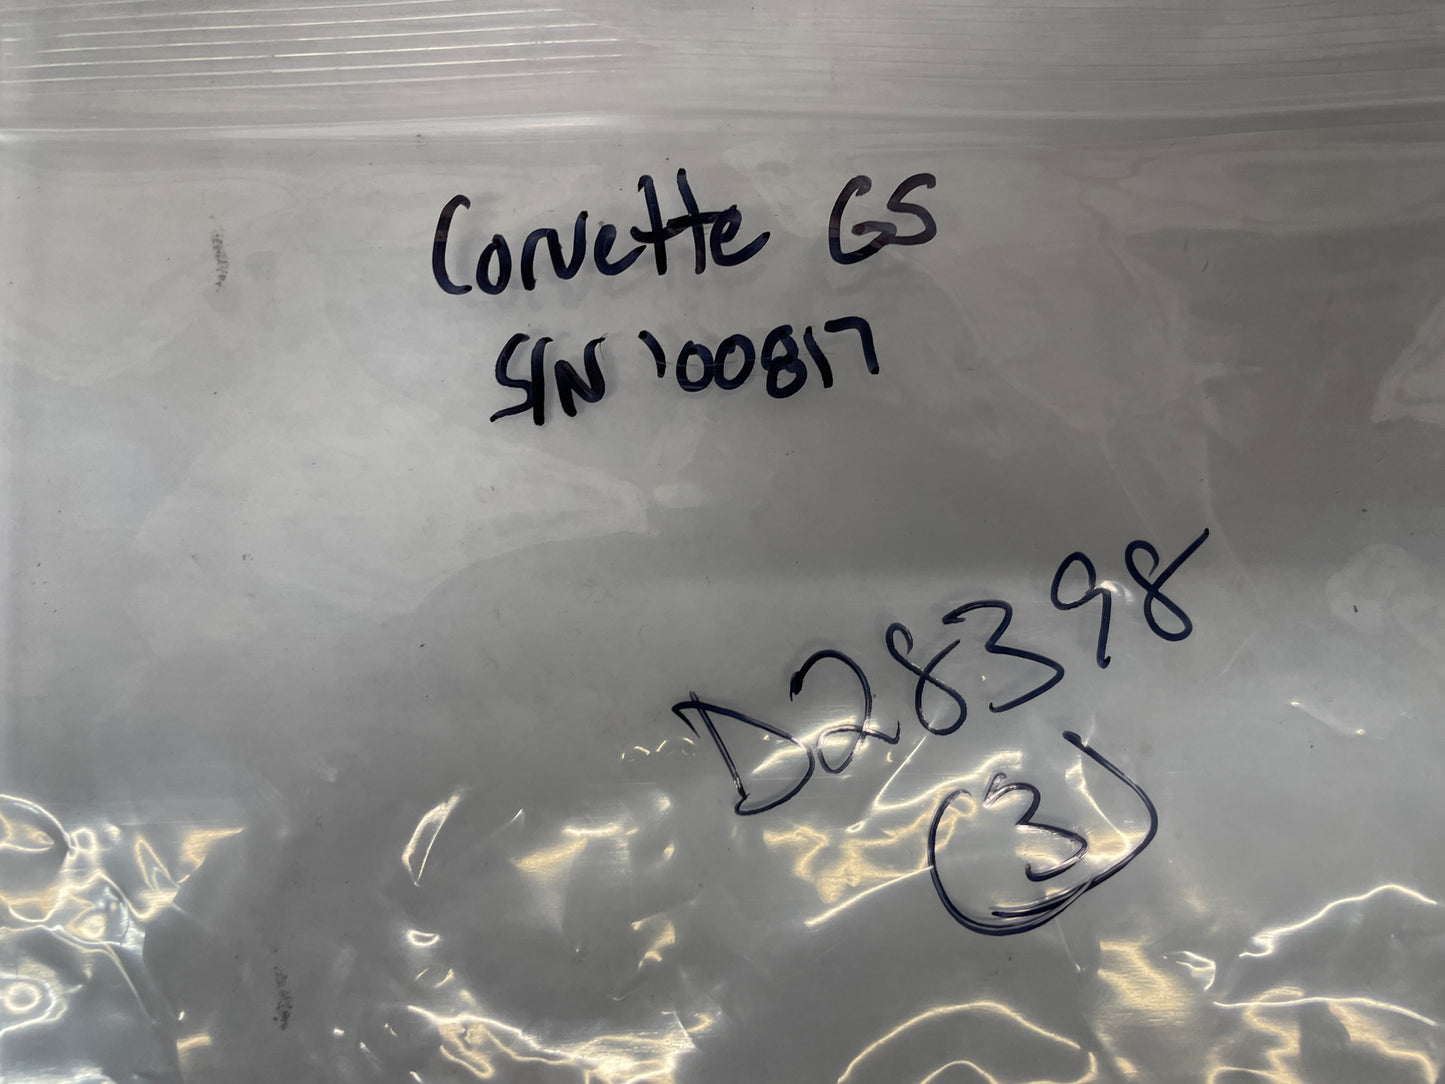 Corvette GS
S/N 100817
D28398
(3)